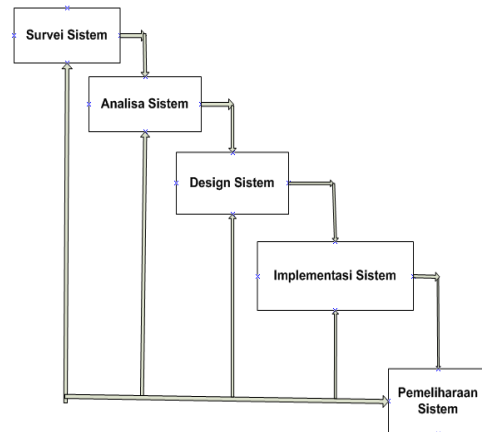 Survei Sistem
Analisa Sistem
Design Sistem
Implementasi Sistem
Pemeliharaan
Sistem